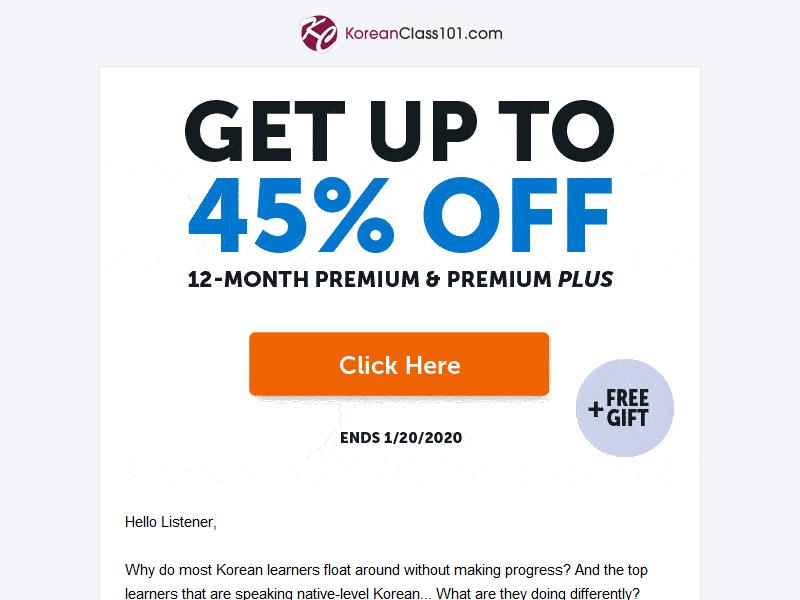 KoreanClass101.com
GET UP TO
45% OFF
12-MONTH PREMIUM & PREMIUM PLUS
Click Here
+ FREE
GIFT
ENDS 1/20/2020
Hello Listener,
Why do most Korean learners float around without making progress? And the top
learners that are speaking native-level Korean... What are they doing differently?